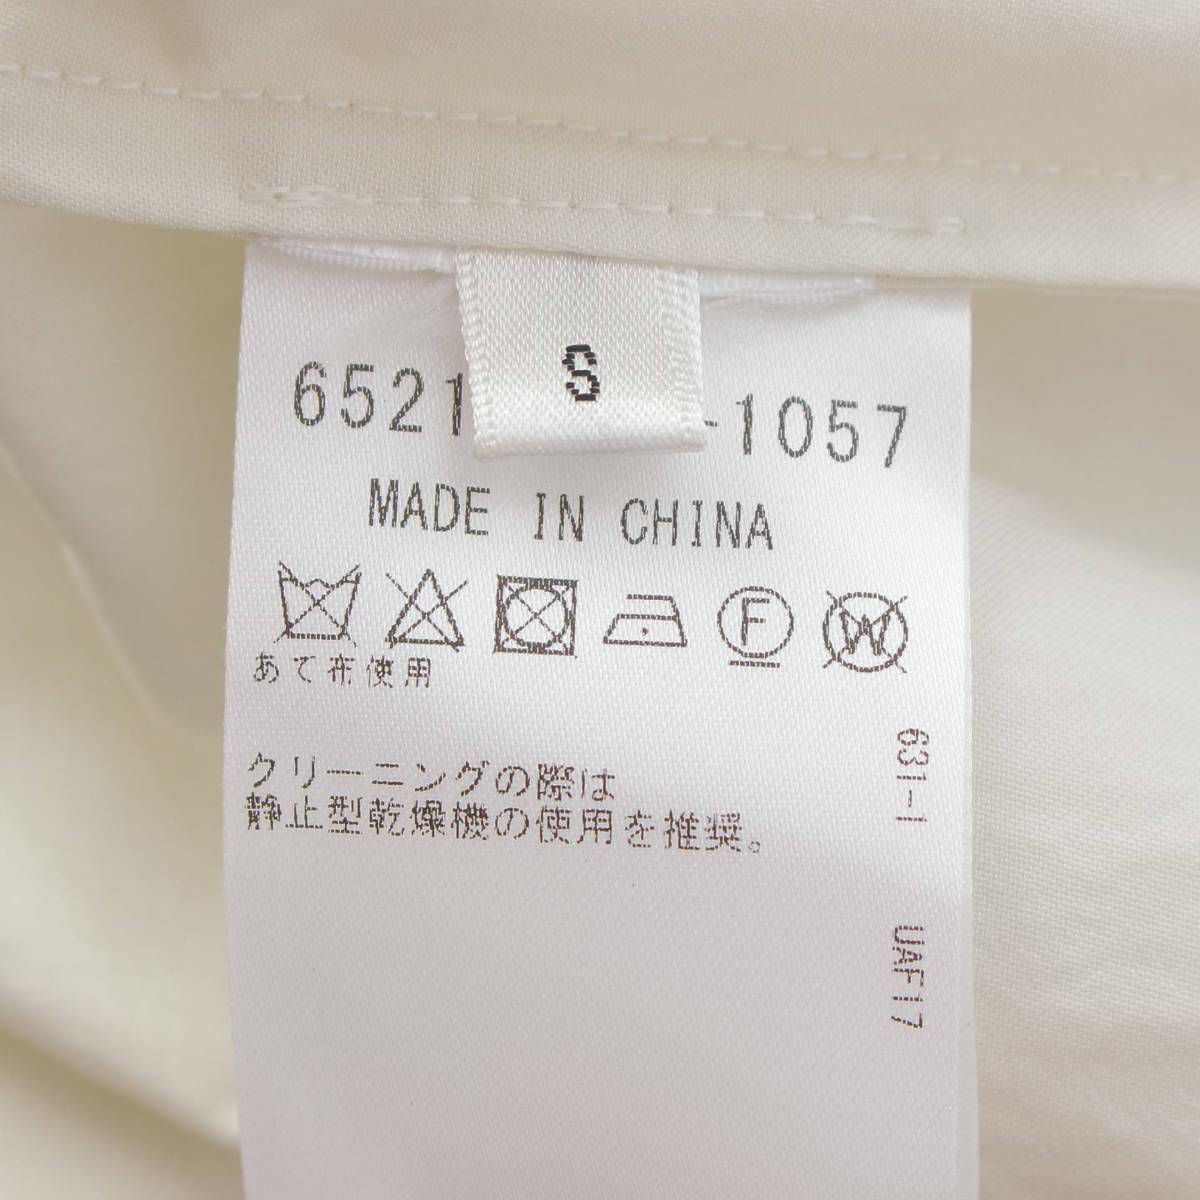 S
6521
-1057
MADE IN CHINA
F W
あて布使用
クリーニングの際は
静止型乾燥機の使用を推奨。
631-1
UAF17